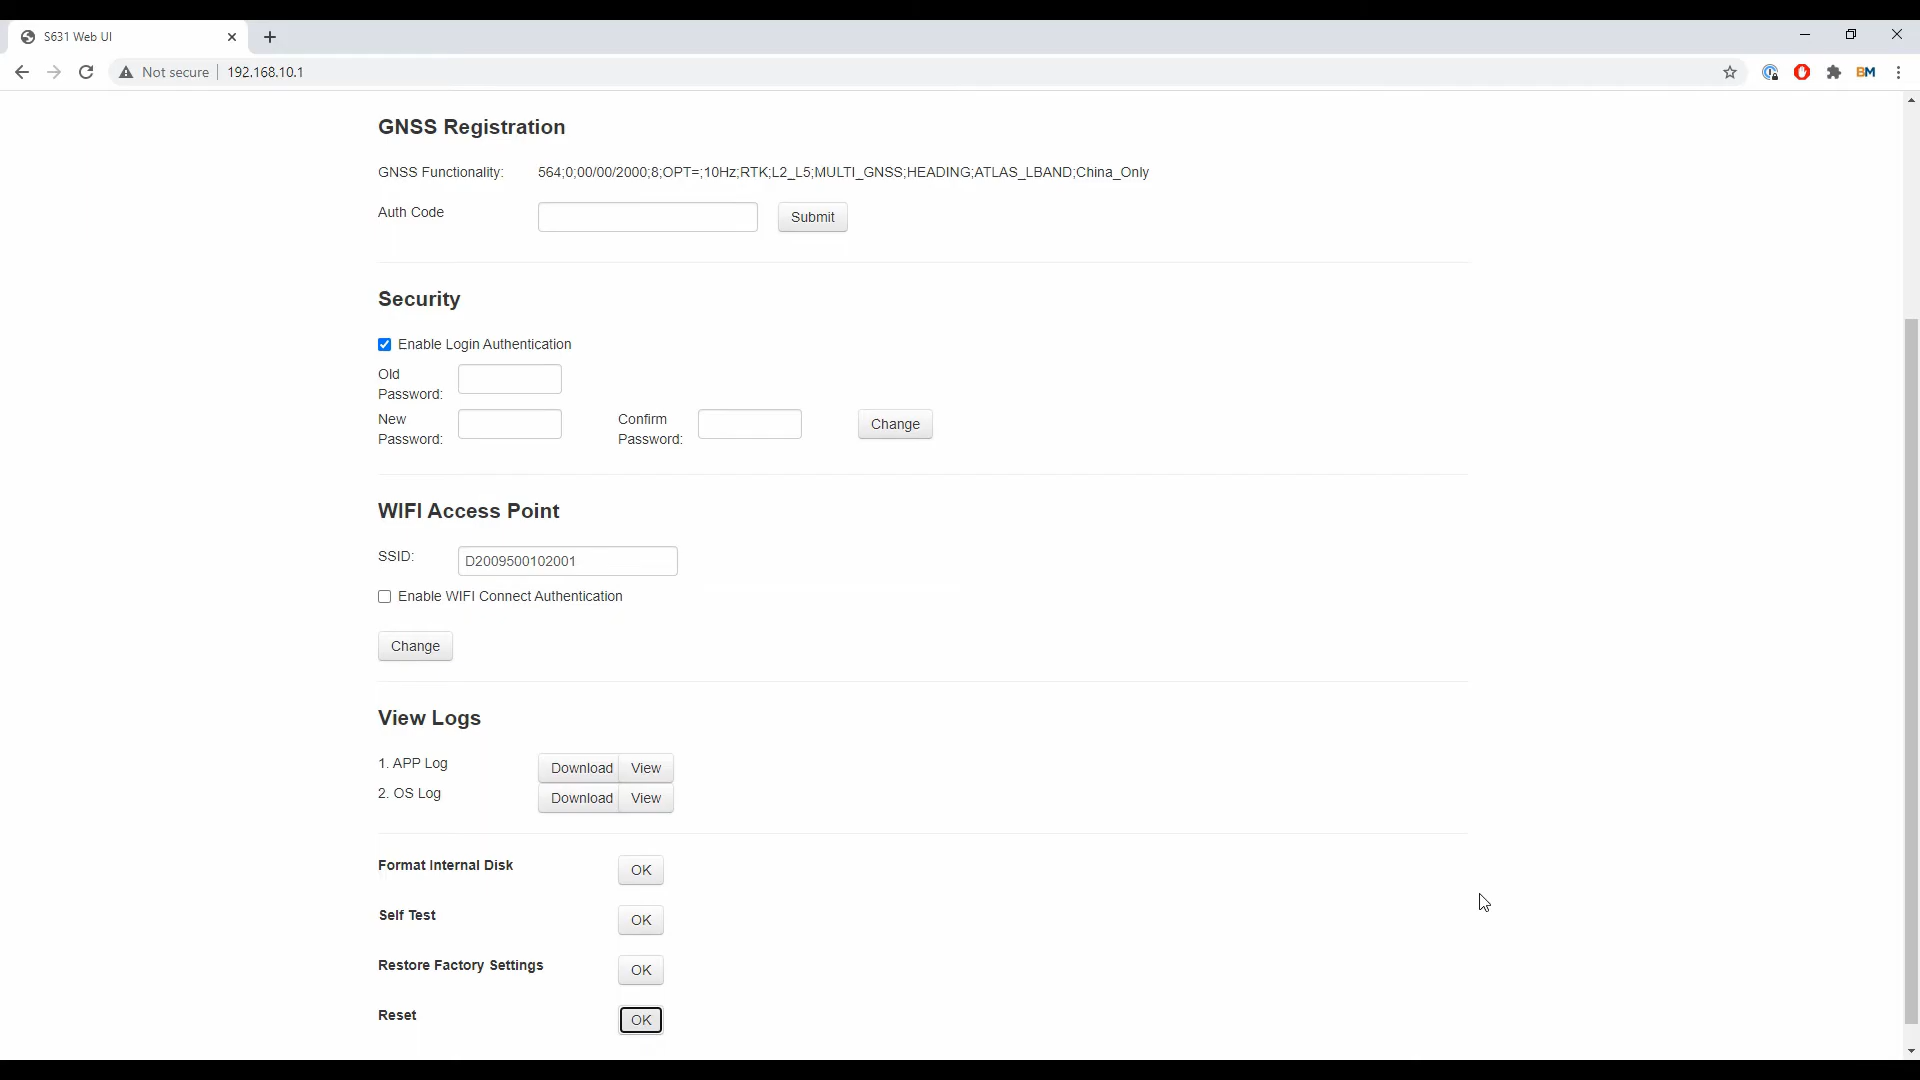 S631 Web UI
Not secure 192.168.10.1
BM
GNSS Registration
GNSS Functionality: 564;0;00/00/2000;8;OPT=;10Hz;RTK;L2_L5;MULTI_GNSS;HEADING;ATLAS_LBAND;China_Only
Auth Code Submit
Security
Enable Login Authentication
Old
Password:
New
Password:
Confirm
Password:
Change
WIFI Access Point
SSID: D2009500102001
Enable WIFI Connect Authentication
Change
View Logs
1. APP Log Download View
2. OS Log Download View
Format Internal Disk OK
Self Test OK
Restore Factory Settings OK
Reset OK